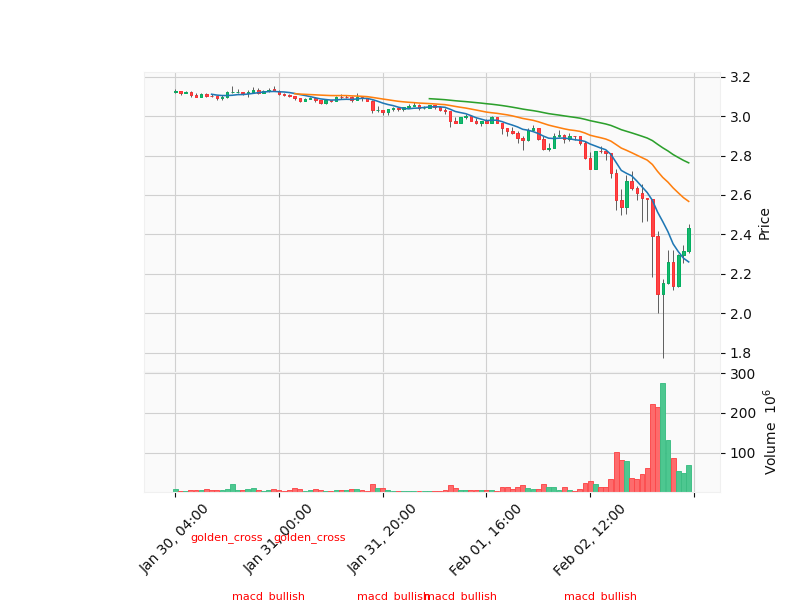 3.2
3.0
2.8
2.6
2.4
2.2
2.0
1.8
Price
300
200
100
Volume 10⁶
Jan 30, 04:00
Jan 31, 00:00
Jan 31, 20:00
Feb 01, 16:00
Feb 02, 12:00
golden_cross
golden_cross
macd_bullish
macd_bullish
macd_bullish
macd_bullish